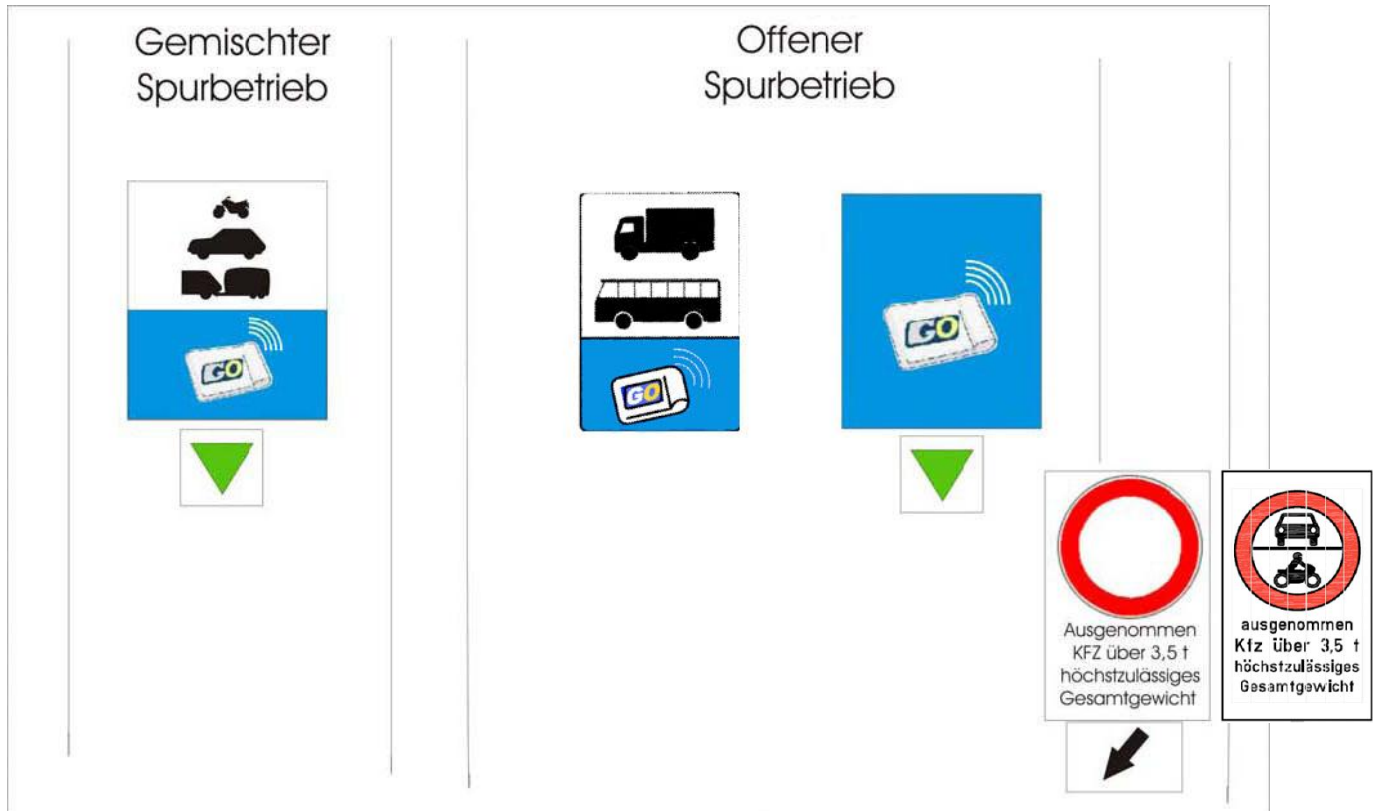 Gemischter
Spurbetrieb
Offener
Spurbetrieb
GO
GO
GO
Ausgenommen
KFZ über 3,5 t
höchstzulässiges
Gesamtgewicht
ausgenommen
Kfz über 3,5 t
höchstzulässiges
Gesamtgewicht